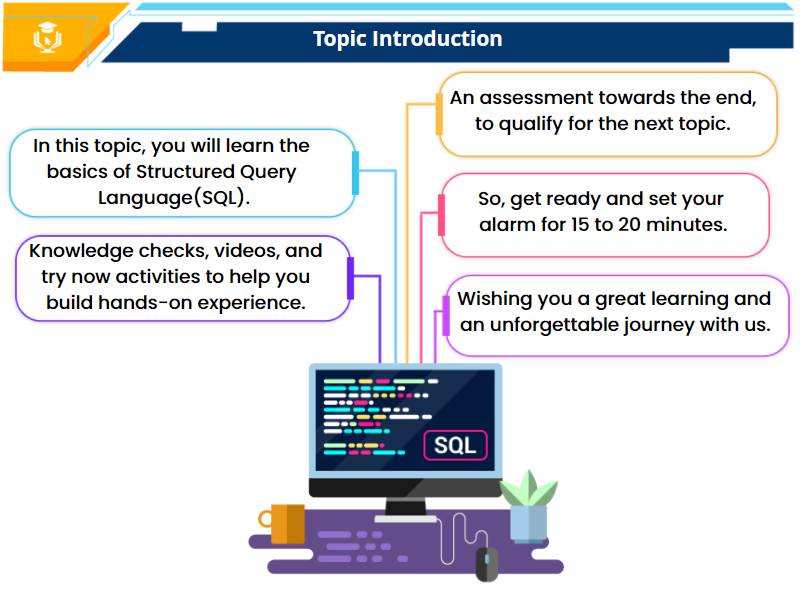 Topic Introduction
In this topic, you will learn the
basics of Structured Query
Language(SQL).
Knowledge checks, videos, and
try now activities to help you
build hands-on experience.
An assessment towards the end,
to qualify for the next topic.
So, get ready and set your
alarm for 15 to 20 minutes.
Wishing you a great learning and
an unforgettable journey with us.
SQL